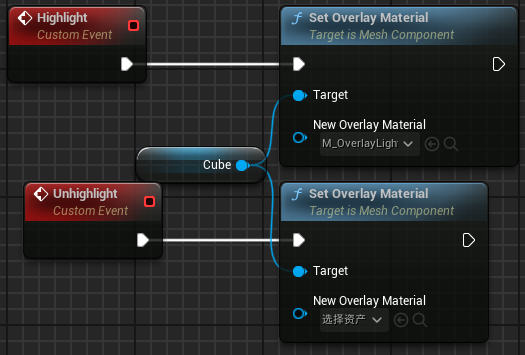 Highlight
Custom Event
Set Overlay Material
Target is Mesh Component
Target
New Overlay Material
M_OverlayLigh
Cube
Unhighlight
Custom Event
Set Overlay Material
Target is Mesh Component
Target
New Overlay Material
选择资产